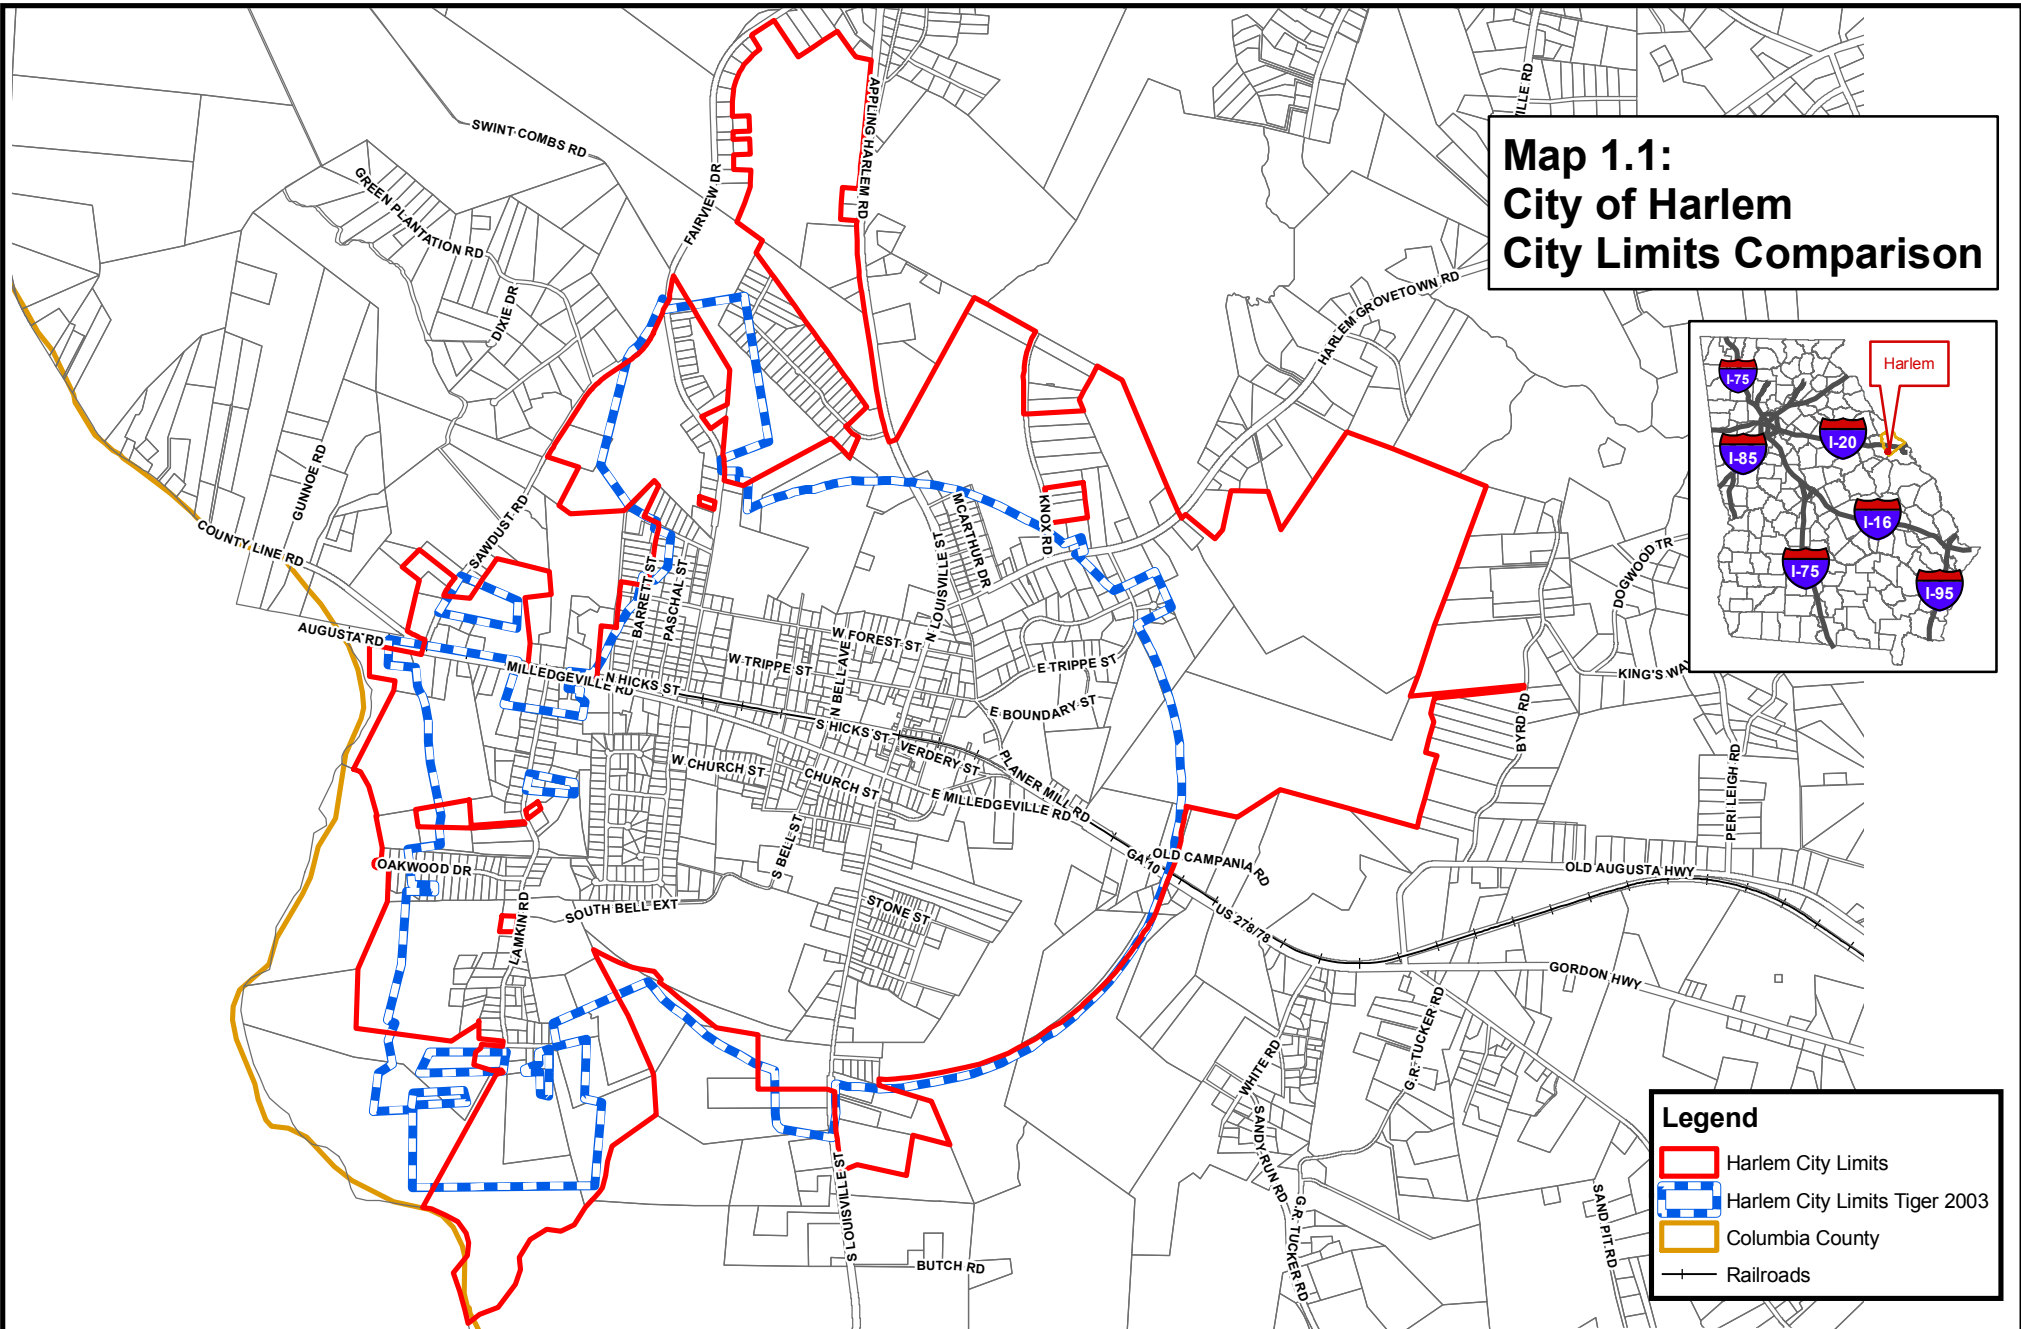 Map 1.1:
City of Harlem
City Limits Comparison
Harlem
I-75
I-20
I-85
I-16
I-75
I-95
SWINT COMBS RD
GREEN PLANTATION RD
FAIRVIEW DR
APPLING HARLEM RD
DIXIE DR
HARLEM GROVETOWN RD
GUNNOE RD
COUNTY LINE RD
SAWDUST RD
AUGUSTA RD
MILLEDGEVILLE RD
N HICKS ST
BARRETT ST
PASCHAL ST
W FOREST ST
W TRIPPE ST
N BELL AVE
N LOUISVILLE ST
MCARTHUR DR
KNOX RD
E TRIPPE ST
E BOUNDARY ST
S HICKS ST
VERDERY ST
PLANER MILL RD
E MILLEDGEVILLE RD
W CHURCH ST
CHURCH ST
S BELL ST
OAKWOOD DR
SOUTH BELL EXT
LAMKIN RD
STONE ST
OLD CAMPANIA RD
US 278/78
DOGWOOD TR
BYRD RD
PERI LEIGH RD
OLD AUGUSTA HWY
GORDON HWY
G.R. TUCKER RD
WHITE RD
SANDY RUN RD
G.R. TUCKER RD
SAND PIT RD
S LOUISVILLE ST
BUTCH RD
Legend
Harlem City Limits
Harlem City Limits Tiger 2003
Columbia County
Railroads